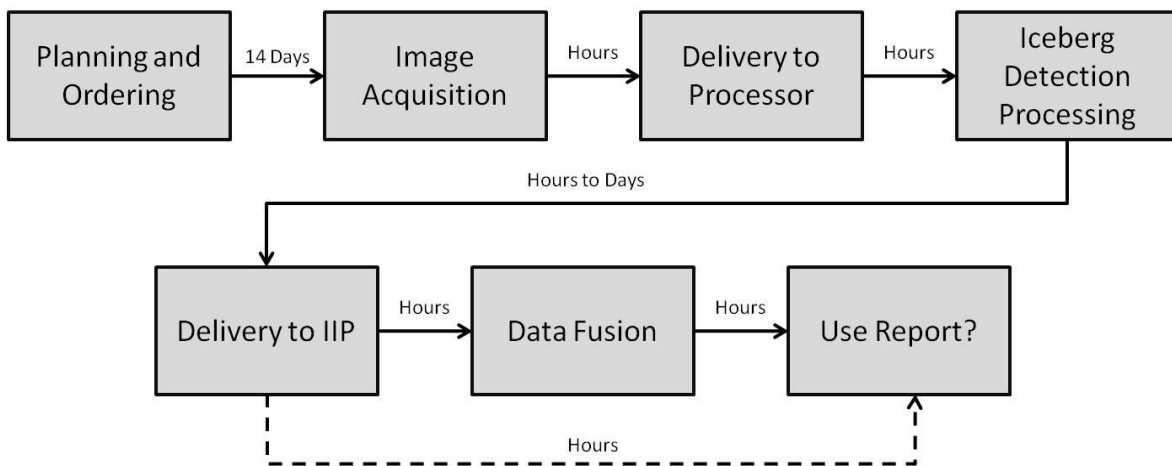 Planning and
Ordering
14 Days
Image
Acquisition
Hours
Delivery to
Processor
Hours
Iceberg
Detection
Processing
Hours to Days
Delivery to IIP
Hours
Data Fusion
Hours
Use Report?
Hours